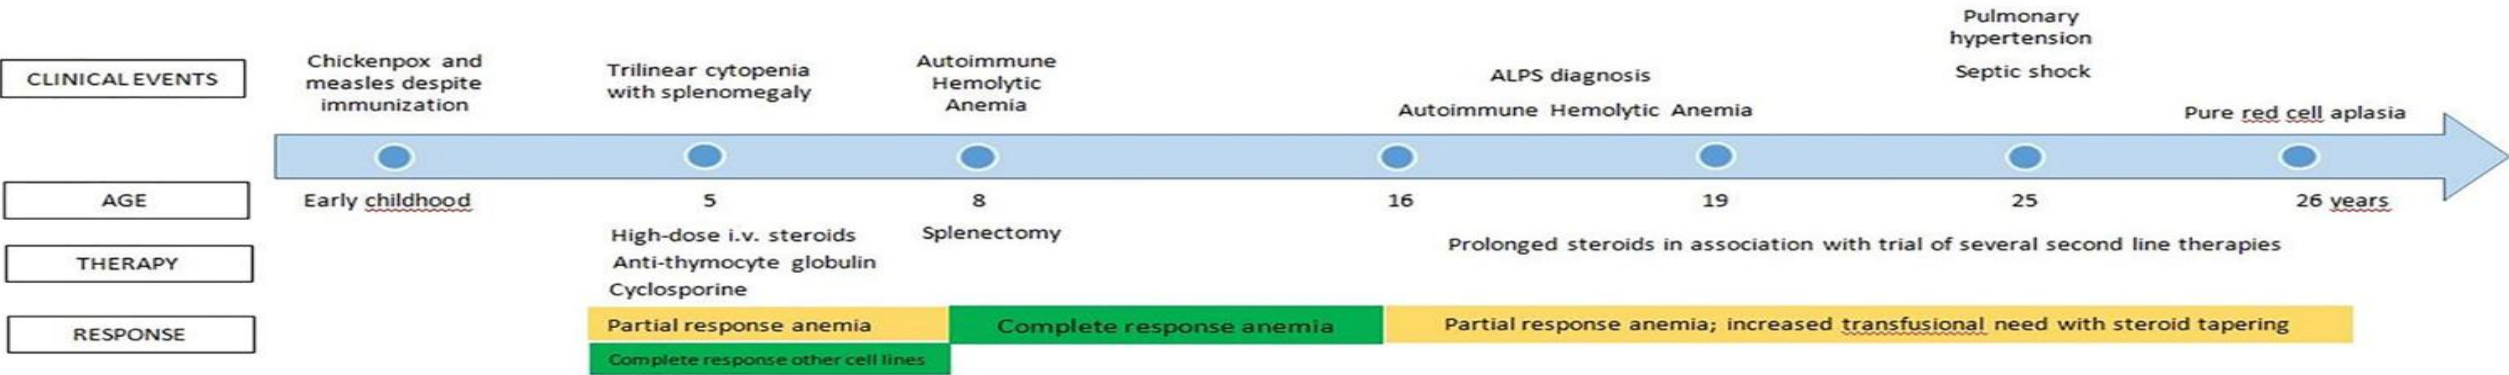 CLINICAL EVENTS
Chickenpox and
measles despite
immunization
Trilinear cytopenia
with splenomegaly
Autoimmune
Hemolytic
Anemia
ALPS diagnosis
Autoimmune Hemolytic Anemia
Pulmonary
hypertension
Septic shock
Pure red cell aplasia
AGE
Early childhood
5
8
16
19
25
26 years
THERAPY
High-dose i.v. steroids
Anti-thymocyte globulin
Cyclosporine
Splenectomy
Prolonged steroids in association with trial of several second line therapies
RESPONSE
Partial response anemia
Complete response other cell lines
Complete response anemia
Partial response anemia; increased transfusional need with steroid tapering